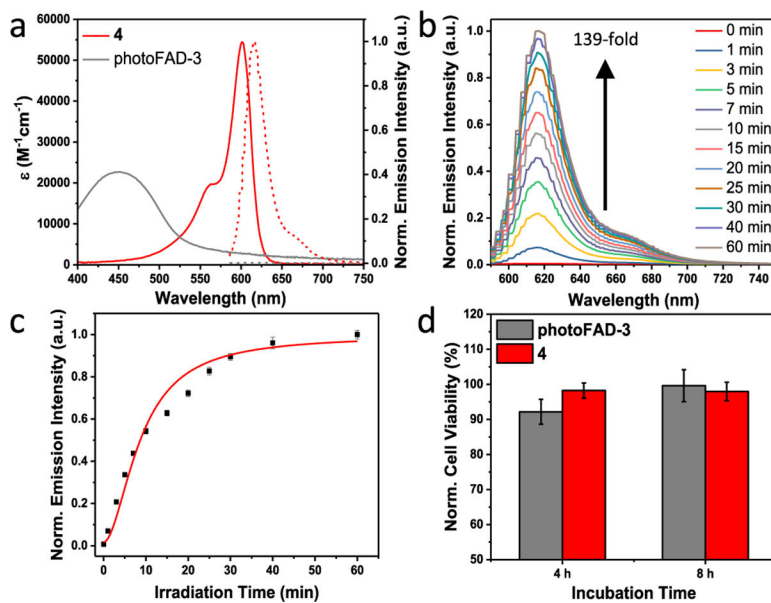 a
4
photoFAD-3
60000
50000
40000
30000
20000
10000
0
ε (M⁻¹cm⁻¹)
1.0
0.8
0.6
0.4
0.2
0.0
Norm. Emission Intensity (a.u.)
400 450 500 550 600 650 700 750
Wavelength (nm)
b
139-fold
0 min
1 min
3 min
5 min
7 min
10 min
15 min
20 min
25 min
30 min
40 min
60 min
1.0
0.8
0.6
0.4
0.2
0.0
Norm. Emission Intensity (a.u.)
600 620 640 660 680 700 720 740
Wavelength (nm)
c
1.0
0.8
0.6
0.4
0.2
0.0
Norm. Emission Intensity (a.u.)
0 10 20 30 40 50 60
Irradiation Time (min)
d
photoFAD-3
4
120
110
100
90
80
70
60
50
Norm. Cell Viability (%)
4 h 8 h
Incubation Time